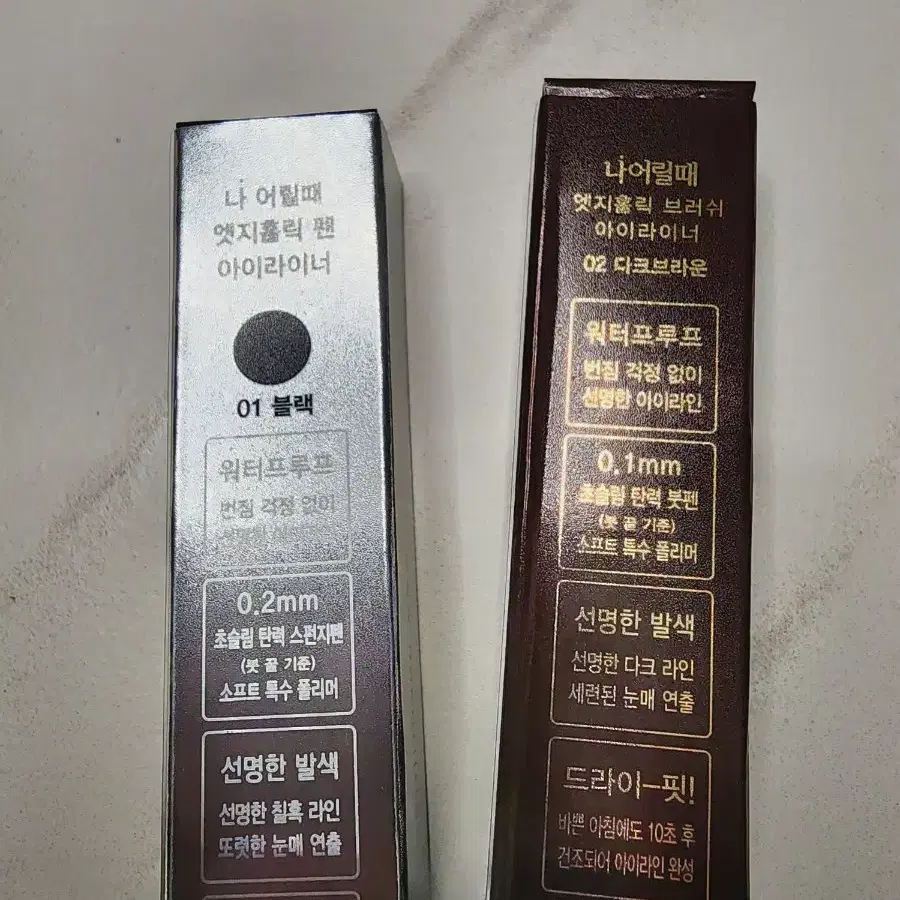 나 어릴때
엣지홀릭 펜
아이라이너
01 블랙
워터프루프
번짐 걱정 없이
0.2mm
초슬림 탄력 스펀지펜
(붓 끝 기준)
소프트 특수 폴리머
선명한 발색
선명한 칠흑 라인
또렷한 눈매 연출
나어릴때
엣지홀릭 브러쉬
아이라이너
02 다크브라운
워터프루프
번짐 걱정 없이
선명한 아이라인
0.1mm
초슬림 탄력 붓펜
(붓 끝 기준)
소프트 특수 폴리머
선명한 발색
선명한 다크 라인
세련된 눈매 연출
드라이-핏!
바쁜 아침에도 10초 후
건조되어 아이라인 완성